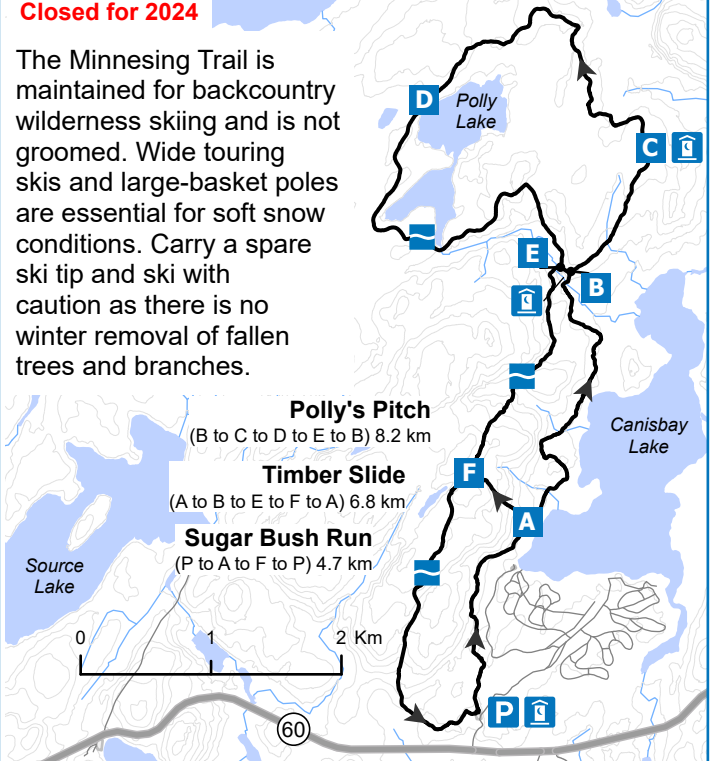 Closed for 2024
The Minnesing Trail is
maintained for backcountry
wilderness skiing and is not
groomed. Wide touring
skis and large-basket poles
are essential for soft snow
conditions. Carry a spare
ski tip and ski with
caution as there is no
winter removal of fallen
trees and branches.
D
Polly
Lake
C
E
B
Polly's Pitch
(B to C to D to E to B) 8.2 km
Canisbay
Lake
Timber Slide
(A to B to E to F to A) 6.8 km
F
A
Sugar Bush Run
(P to A to F to P) 4.7 km
Source
Lake
0 1 2 Km
P
60